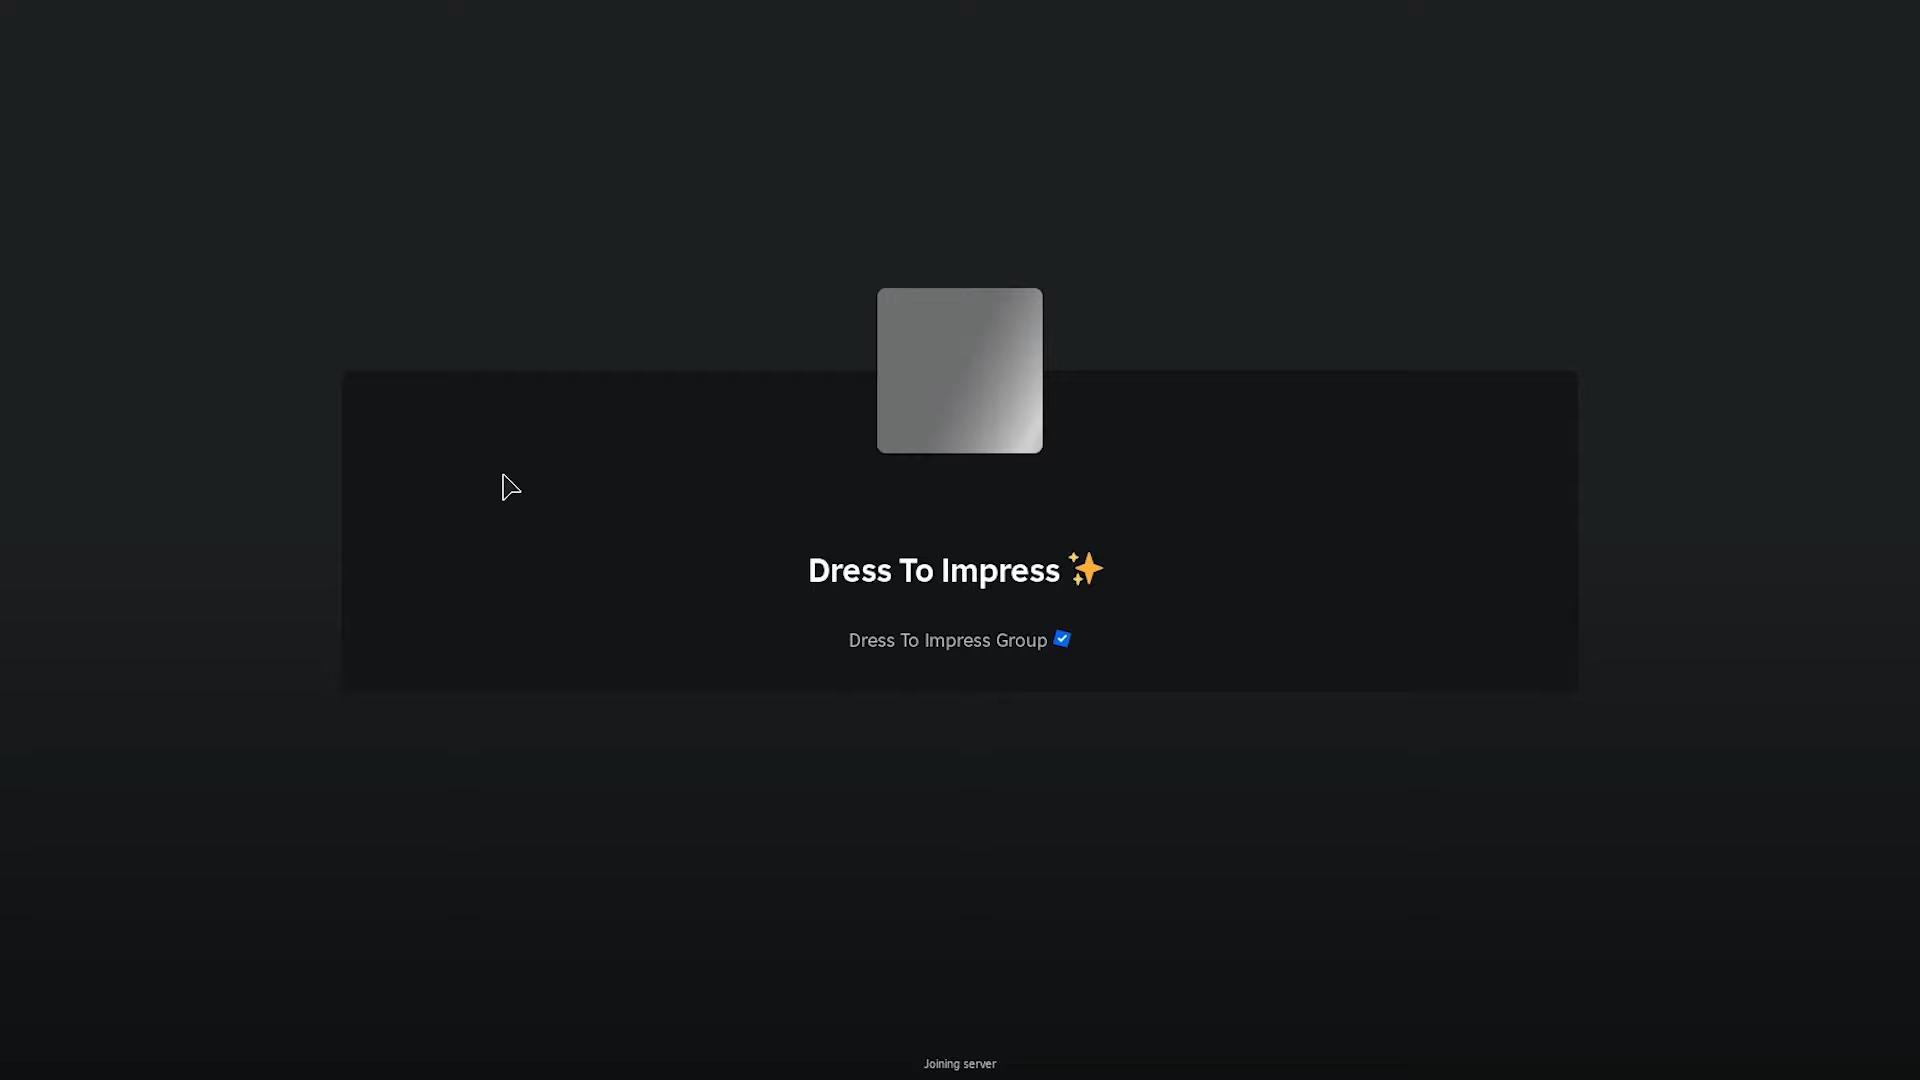 Dress To Impress ✨
Dress To Impress Group
Joining server